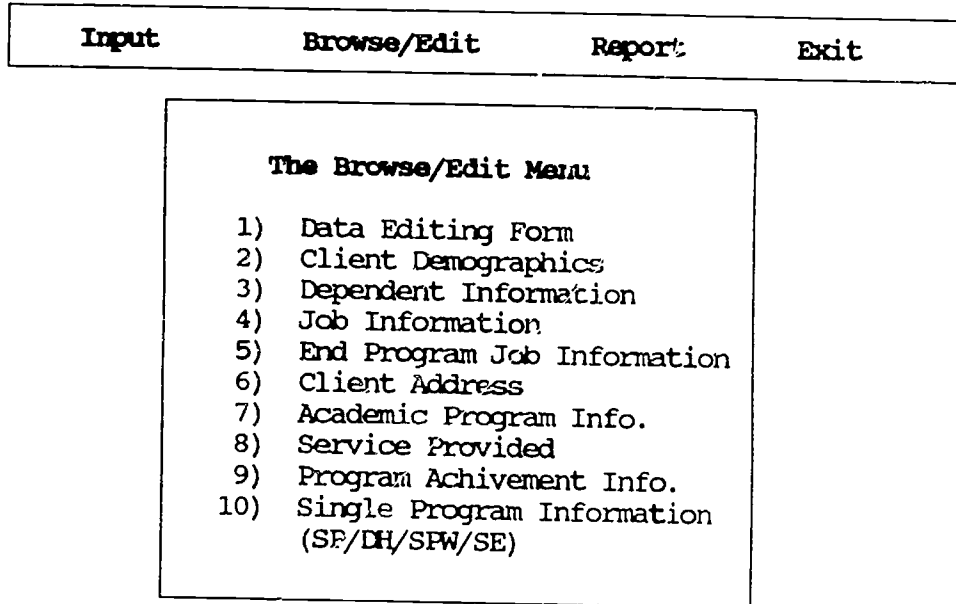 Input Browse/Edit Report Exit
The Browse/Edit Menu
1) Data Editing Form
2) Client Demographics
3) Dependent Information
4) Job Information
5) End Program Job Information
6) Client Address
7) Academic Program Info.
8) Service Provided
9) Program Achivement Info.
10) Single Program Information
(SP/DH/SPW/SE)